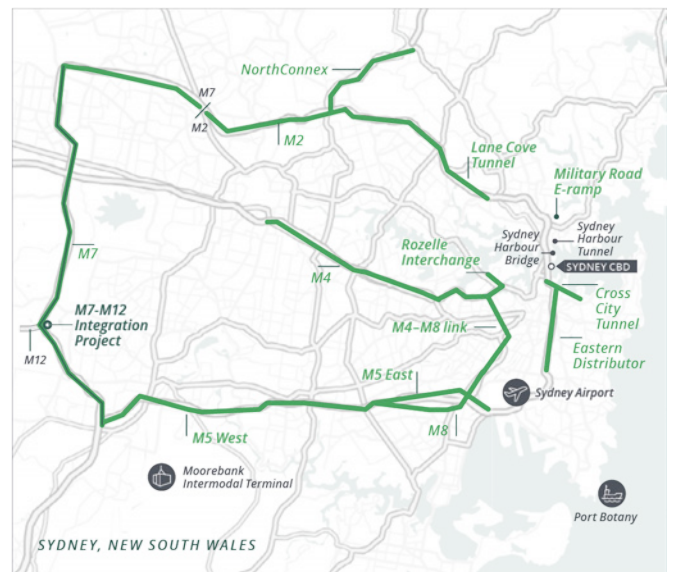 NorthConnex
M7
M2
M2
Lane Cove
Tunnel
Military Road
E-ramp
Sydney
Harbour
Tunnel
Sydney
Harbour
Bridge
SYDNEY CBD
Rozelle
Interchange
M7
M4
Cross
City
Tunnel
M7-M12
Integration
Project
M4–M8 link
Eastern
Distributor
M12
M5 East
Sydney Airport
M5 West
M8
Moorebank
Intermodal Terminal
Port Botany
SYDNEY, NEW SOUTH WALES